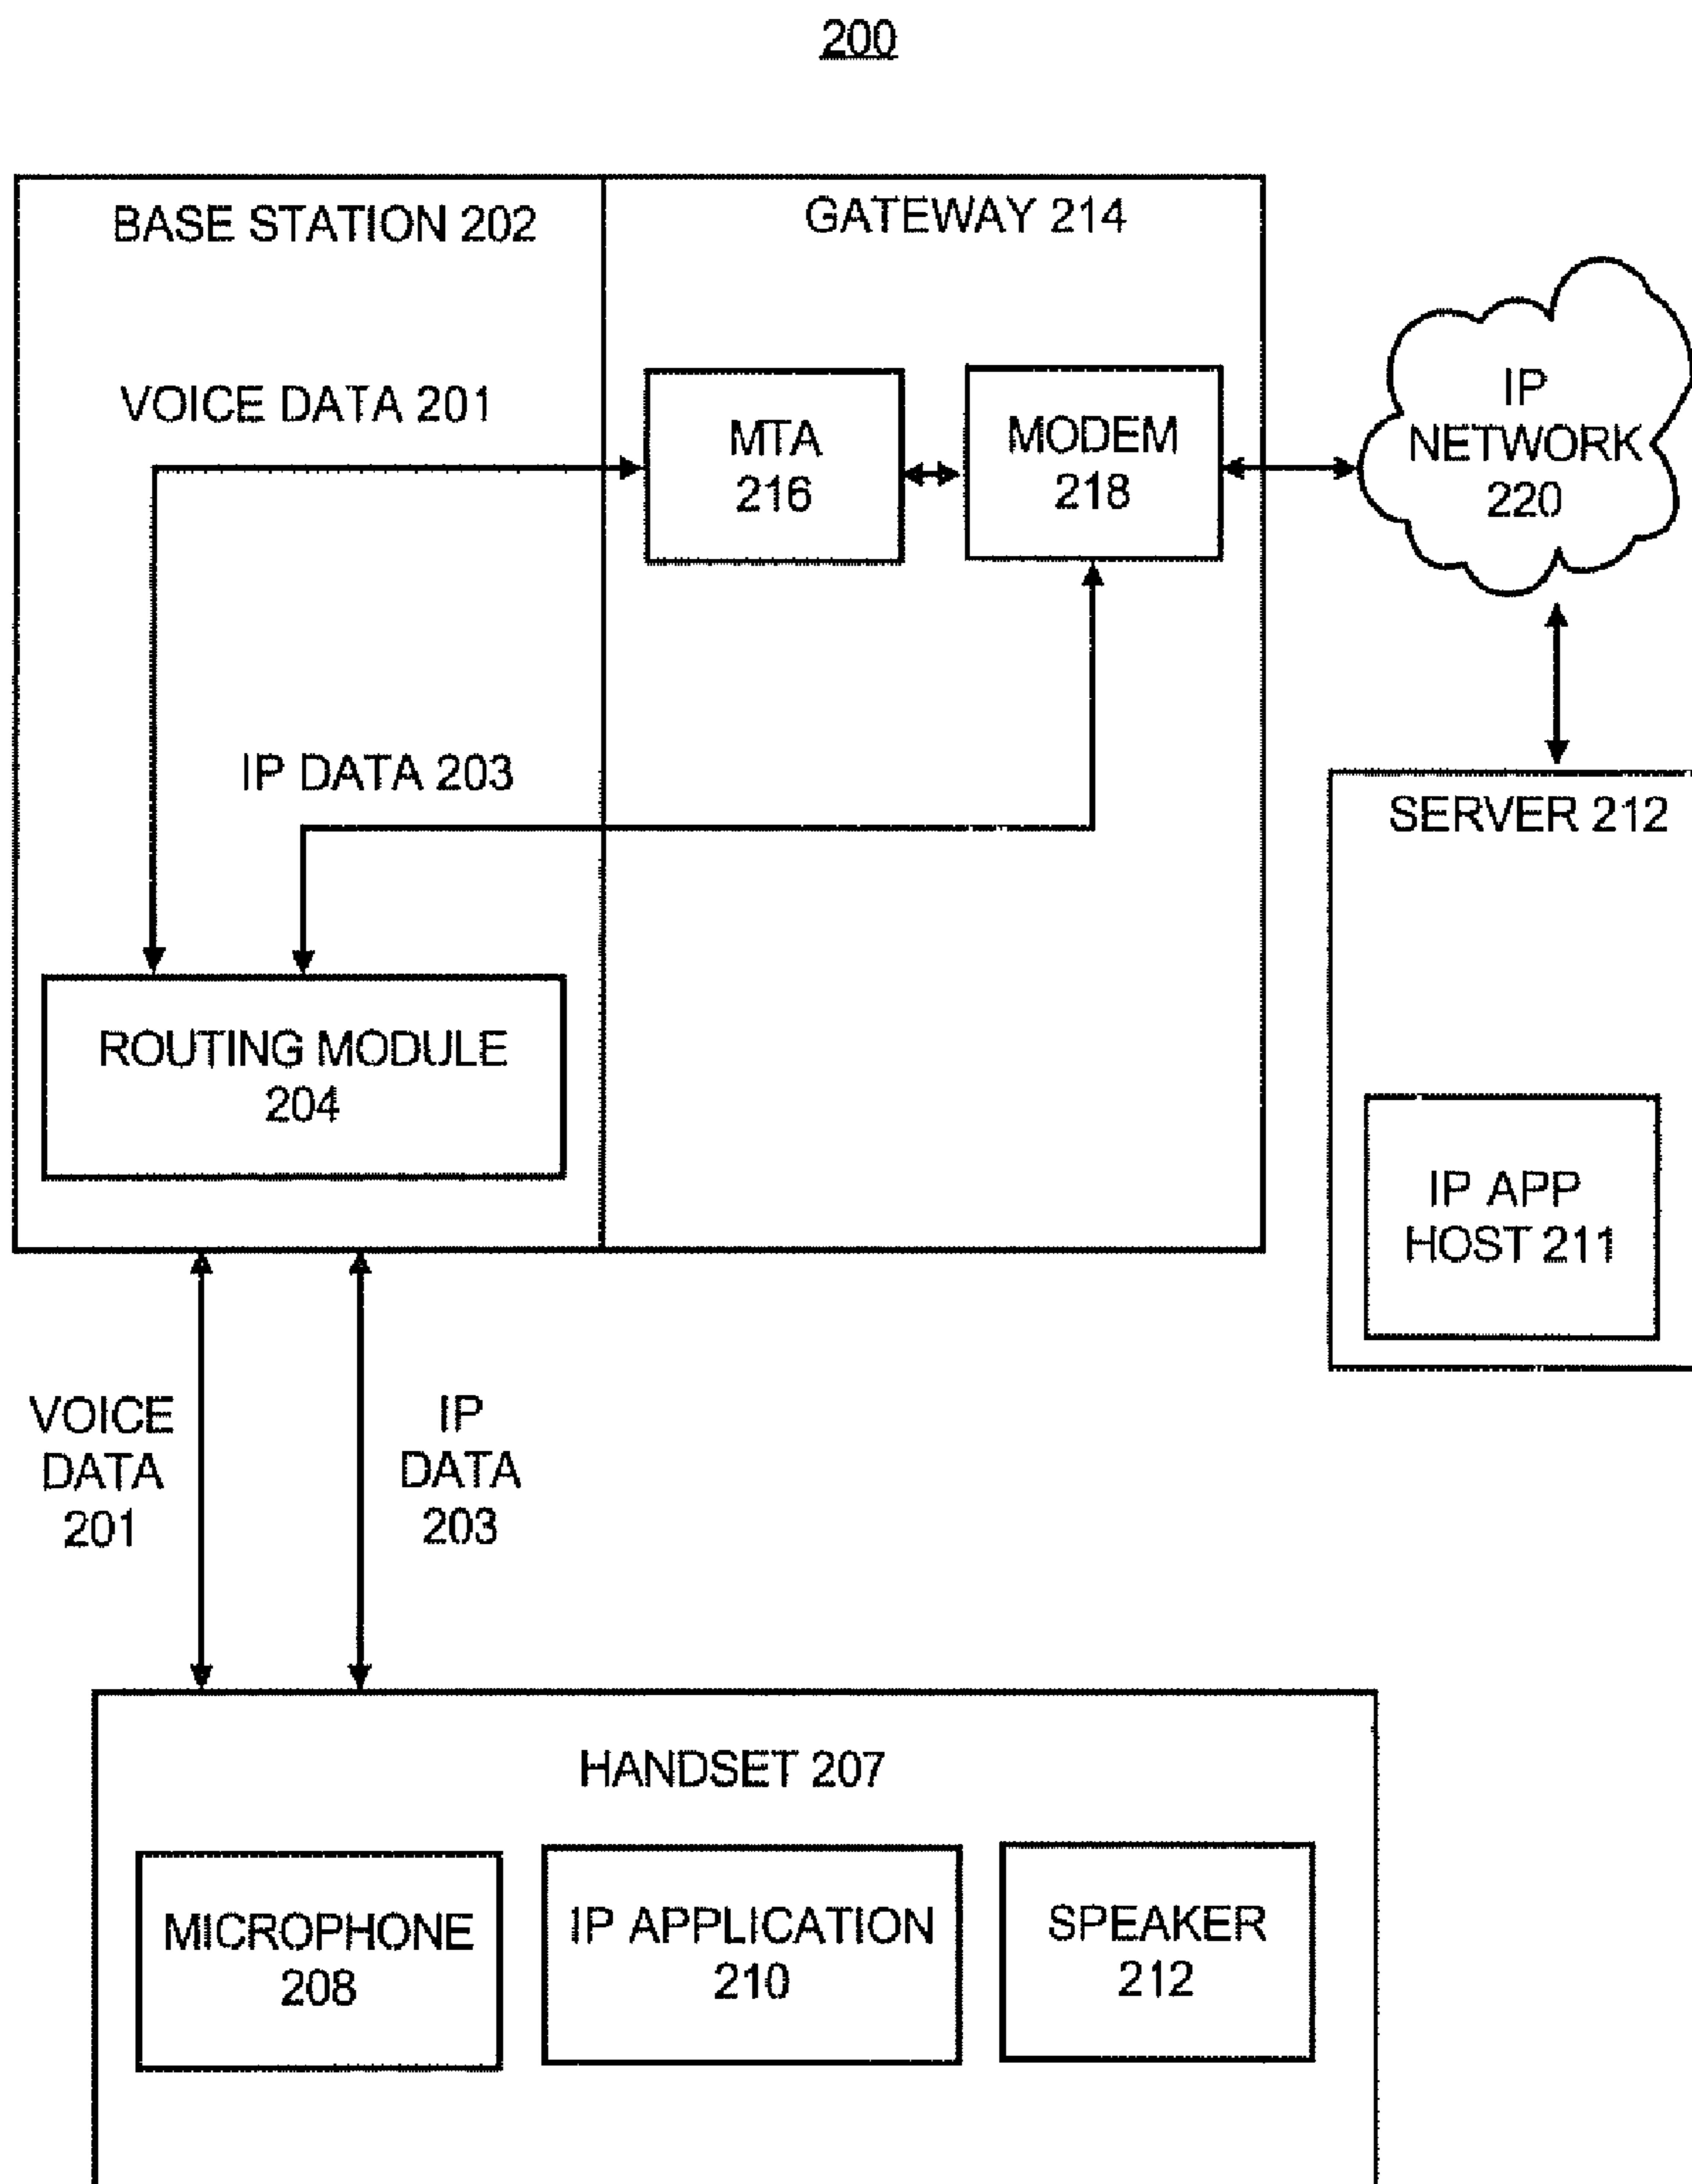 200
BASE STATION 202
GATEWAY 214
VOICE DATA 201
MTA
216
MODEM
218
IP
NETWORK
220
IP DATA 203
SERVER 212
ROUTING MODULE
204
IP APP
HOST 211
VOICE
DATA
201
IP
DATA
203
HANDSET 207
MICROPHONE
208
IP APPLICATION
210
SPEAKER
212